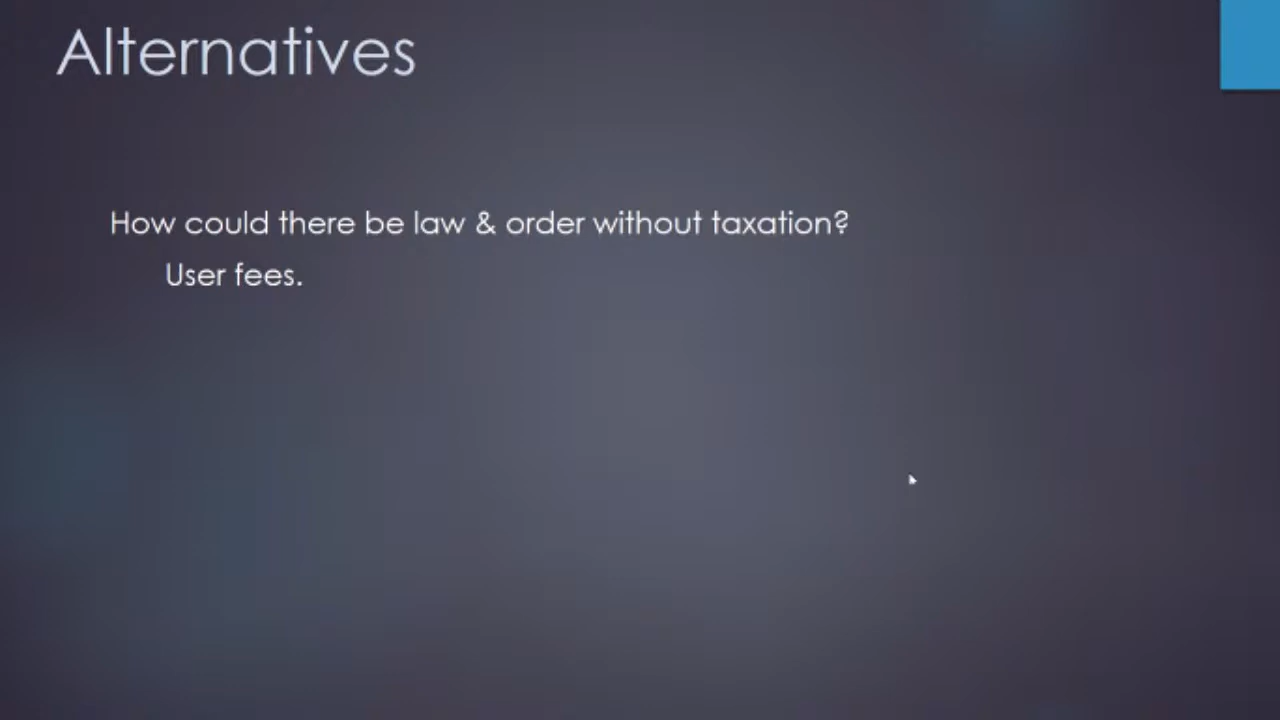 Alternatives
How could there be law & order without taxation?
User fees.